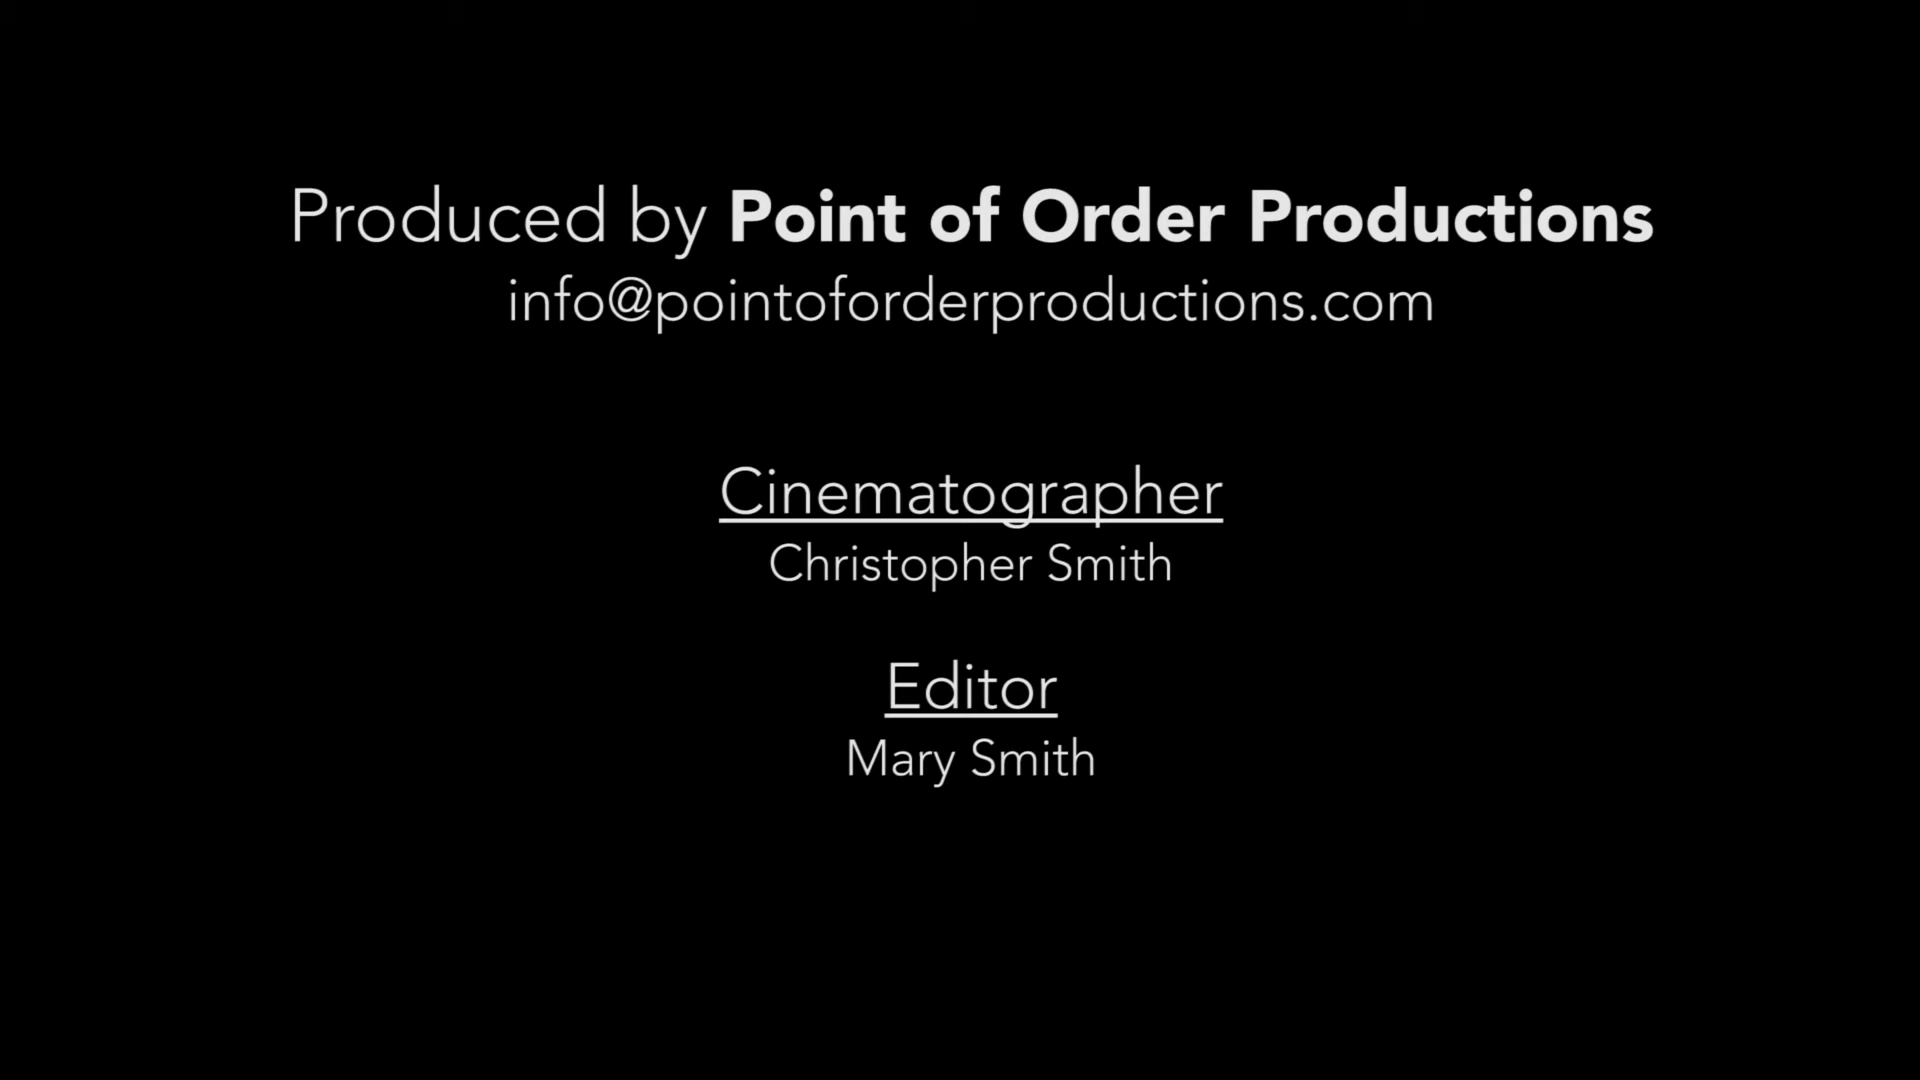 Produced by Point of Order Productions
info@pointoforderproductions.com
Cinematographer
Christopher Smith
Editor
Mary Smith